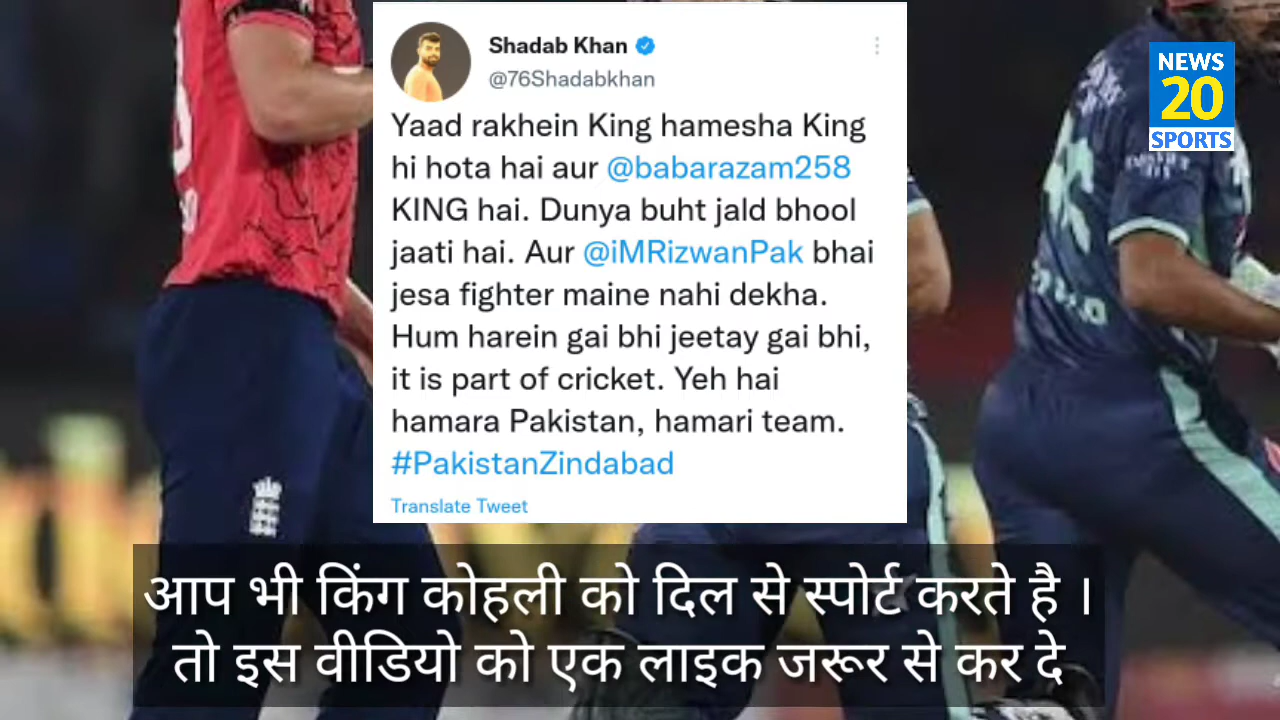 Shadab Khan
@76Shadabkhan
Yaad rakhein King hamesha King
hi hota hai aur @babarazam258
KING hai. Dunya buht jald bhool
jaati hai. Aur @iMRizwanPak bhai
jesa fighter maine nahi dekha.
Hum harein gai bhi jeetay gai bhi,
it is part of cricket. Yeh hai
hamara Pakistan, hamari team.
#PakistanZindabad
Translate Tweet
NEWS
20
SPORTS
आप भी किंग कोहली को दिल से स्पोर्ट करते है ।
तो इस वीडियो को एक लाइक जरूर से कर दे